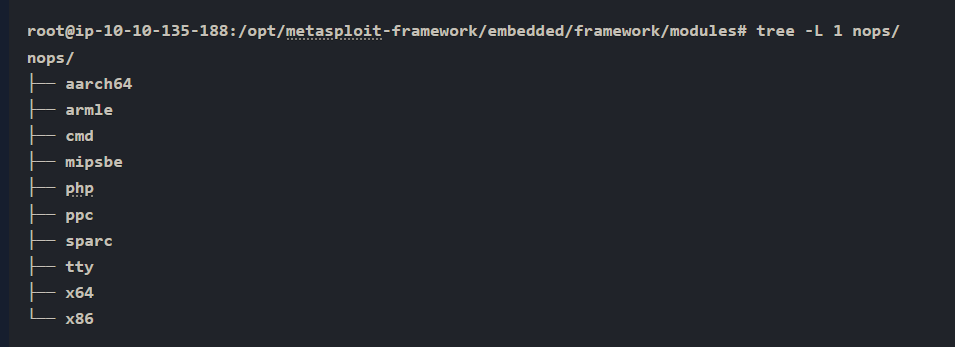 root@ip-10-10-135-188:/opt/metasploit-framework/embedded/framework/modules# tree -L 1 nops/
nops/
├── aarch64
├── armle
├── cmd
├── mipsbe
├── php
├── ppc
├── sparc
├── tty
├── x64
└── x86